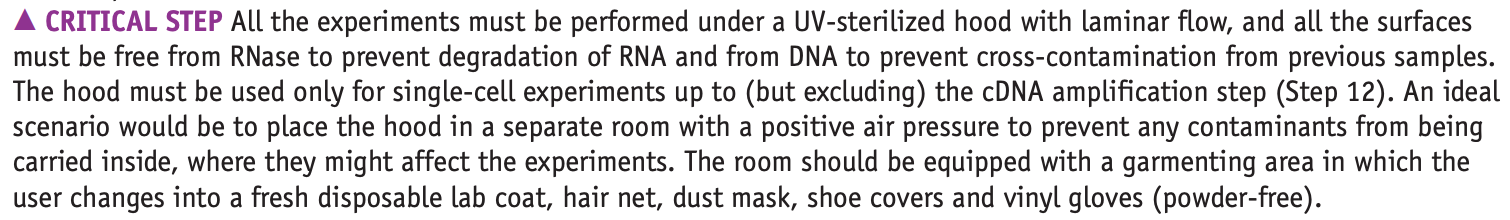 ▲ CRITICAL STEP All the experiments must be performed under a UV-sterilized hood with laminar flow, and all the surfaces
must be free from RNase to prevent degradation of RNA and from DNA to prevent cross-contamination from previous samples.
The hood must be used only for single-cell experiments up to (but excluding) the cDNA amplification step (Step 12). An ideal
scenario would be to place the hood in a separate room with a positive air pressure to prevent any contaminants from being
carried inside, where they might affect the experiments. The room should be equipped with a garmenting area in which the
user changes into a fresh disposable lab coat, hair net, dust mask, shoe covers and vinyl gloves (powder-free).